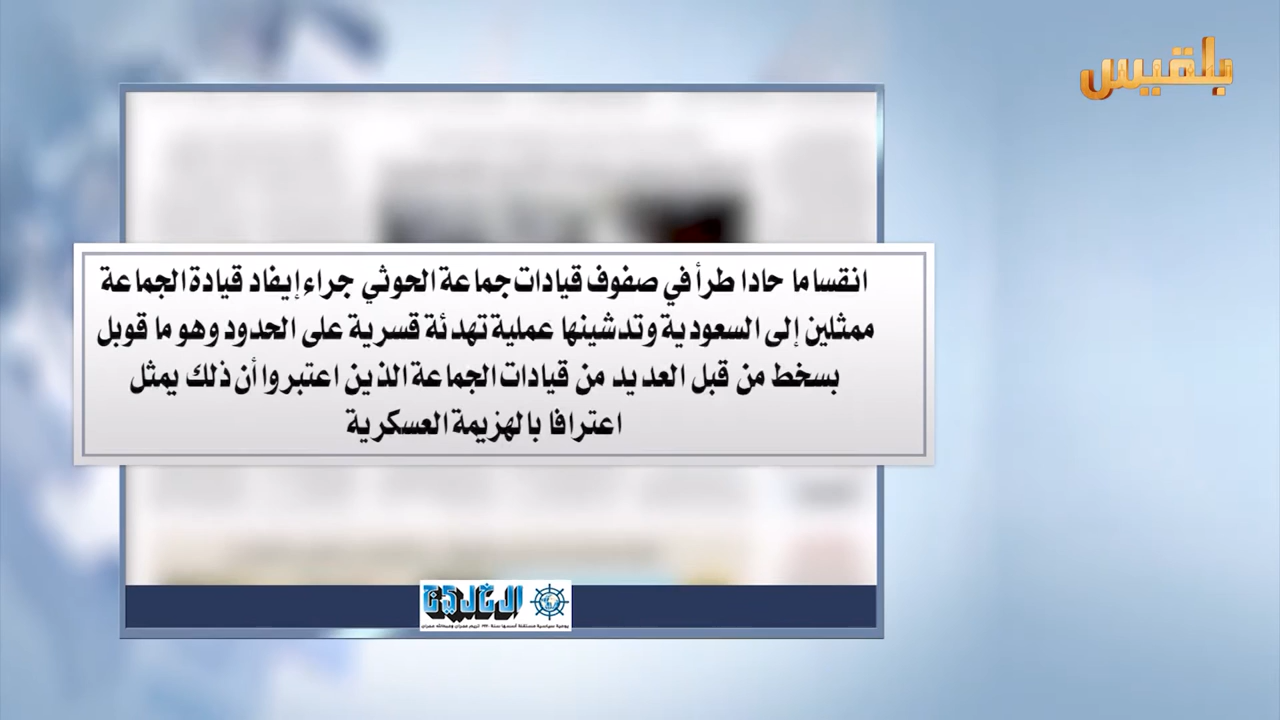 بلقيس
انقساما حادا طرأ في صفوف قيادات جماعة الحوثي جراء إيفاد قيادة الجماعة
ممثلين إلى السعودية وتدشينها عملية تهدئة قسرية على الحدود وهو ما قوبل
بسخط من قبل العديد من قيادات الجماعة الذين اعتبروا أن ذلك يمثل
اعترافا بالهزيمة العسكرية
الخليج